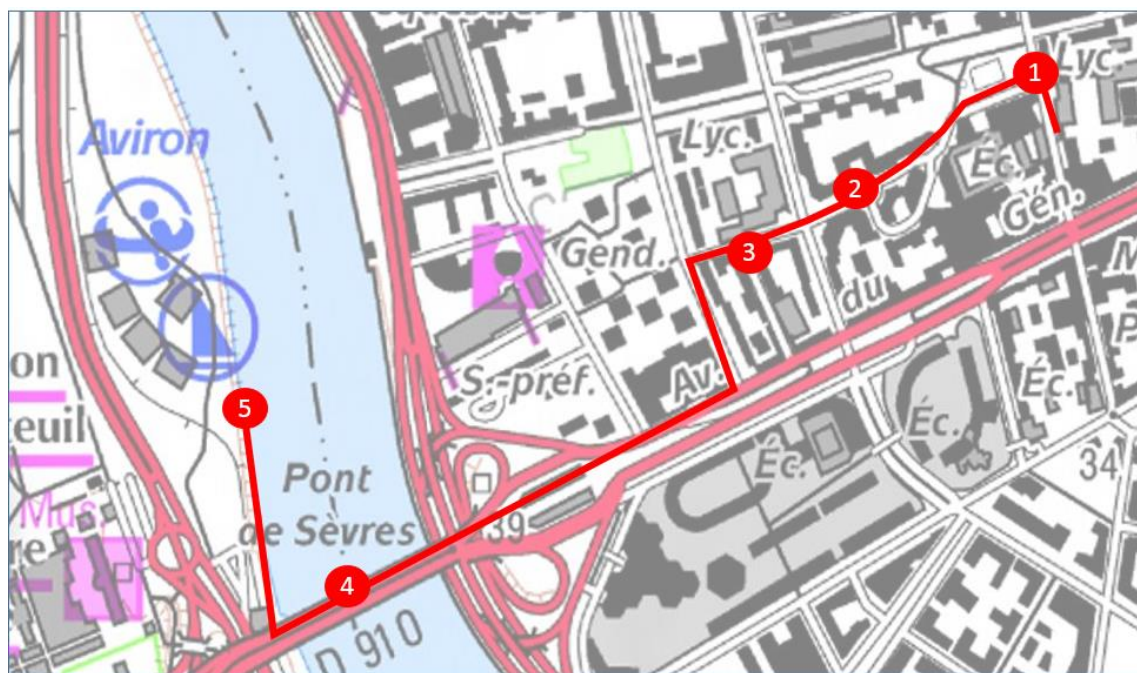 1
Lyc.
Aviron
Lyc.
2
Éc.
Gén.
3
Gend.
du
M
P
on
S.-préf.
Av.
Éc.
5
Éc.
euil
Éc.
34
Pont
de Sèvres
Mus.
39
re
4
D 910